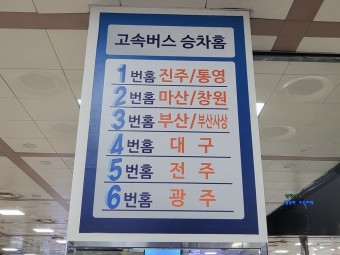 고속버스 승차홈
1번홈 진주/통영
2번홈 마산/창원
3번홈 부산/부산사상
4번홈 대구
5번홈 전주
6번홈 광주